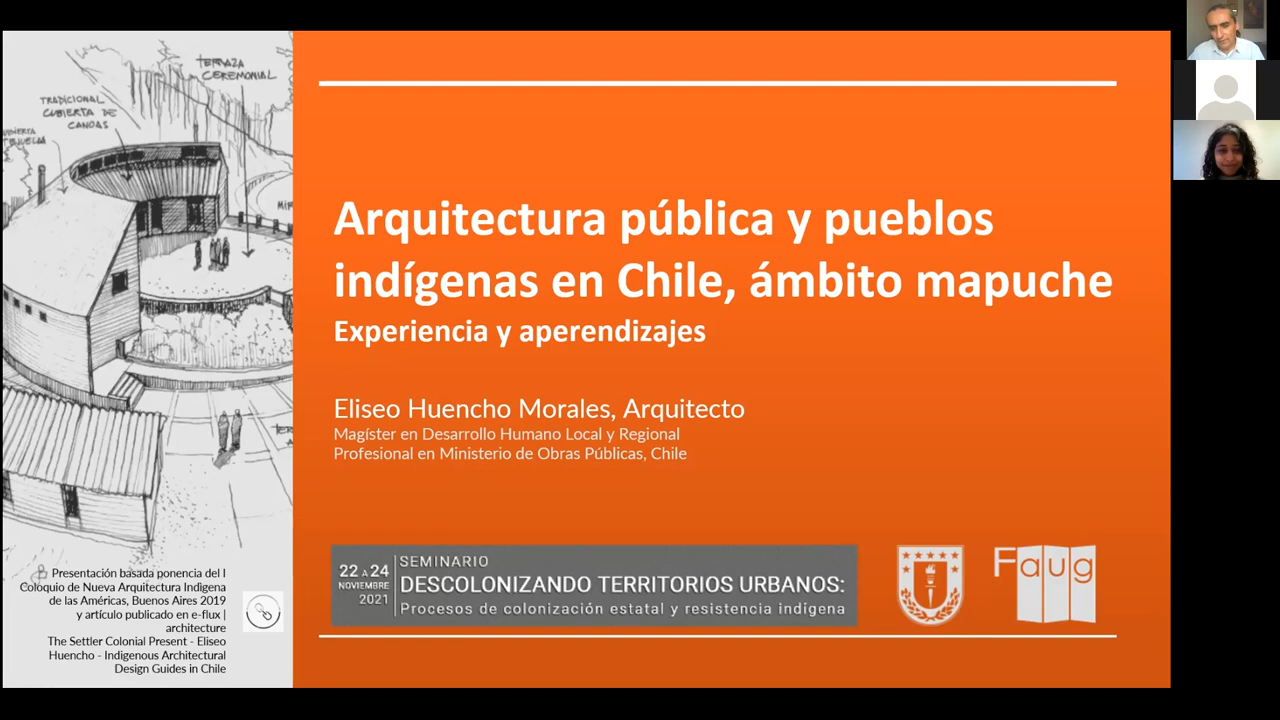 TERRAZA
CEREMONIAL
TRADICIONAL
CUBIERTA DE
CANOAS
Arquitectura pública y pueblos
indígenas en Chile, ámbito mapuche
Experiencia y aperendizajes
Eliseo Huencho Morales, Arquitecto
Magíster en Desarrollo Humano Local y Regional
Profesional en Ministerio de Obras Públicas, Chile
22 A 24
NOVIEMBRE
2021
SEMINARIO
DESCOLONIZANDO TERRITORIOS URBANOS:
Procesos de colonización estatal y resistencia indígena
Faug
Presentación basada ponencia del I
Coloquio de Nueva Arquitectura Indigena
de las Américas, Buenos Aires 2019
y artículo publicado en e-flux |
architecture
The Settler Colonial Present - Eliseo
Huencho - Indigenous Architectural
Design Guides in Chile